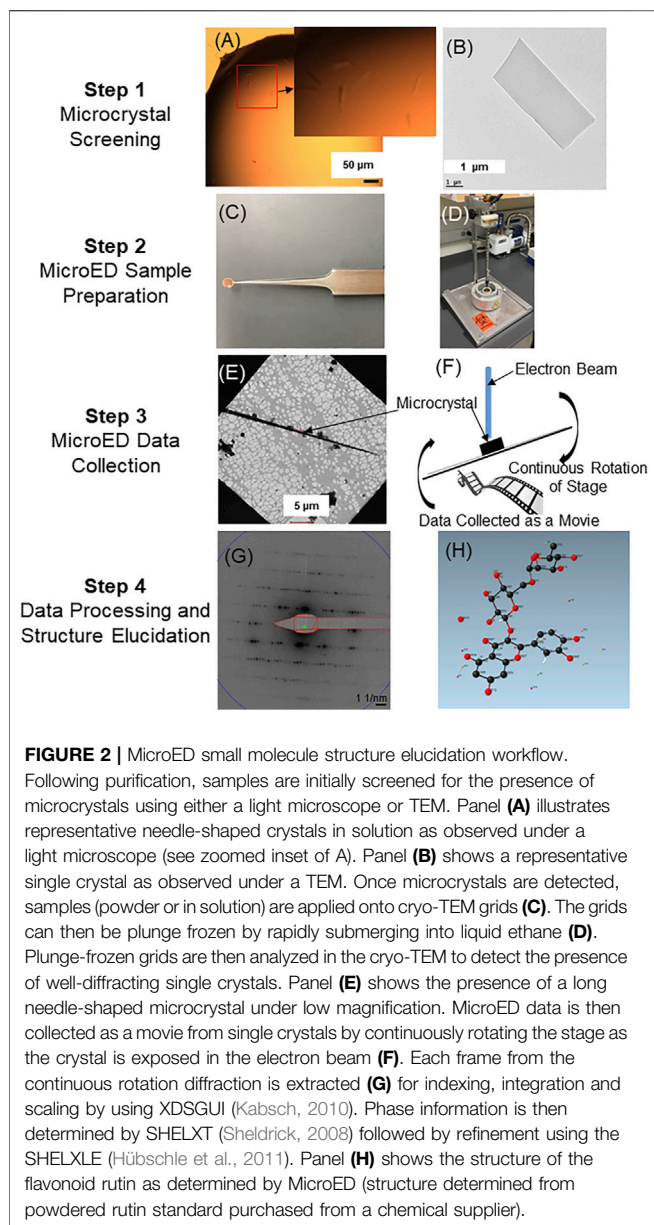 Step 1
Microcrystal
Screening
(A)
50 µm
(B)
1 µm
1 µm
Step 2
MicroED Sample
Preparation
(C)
(D)
Step 3
MicroED Data
Collection
(E)
Microcrystal
5 µm
(F)
Electron Beam
Continuous Rotation
of Stage
Data Collected as a Movie
Step 4
Data Processing and
Structure Elucidation
(G)
1 1/nm
(H)
FIGURE 2 | MicroED small molecule structure elucidation workflow.
Following purification, samples are initially screened for the presence of
microcrystals using either a light microscope or TEM. Panel (A) illustrates
representative needle-shaped crystals in solution as observed under a
light microscope (see zoomed inset of A). Panel (B) shows a representative
single crystal as observed under a TEM. Once microcrystals are detected,
samples (powder or in solution) are applied onto cryo-TEM grids (C). The grids
can then be plunge frozen by rapidly submerging into liquid ethane (D).
Plunge-frozen grids are then analyzed in the cryo-TEM to detect the presence
of well-diffracting single crystals. Panel (E) shows the presence of a long
needle-shaped microcrystal under low magnification. MicroED data is then
collected as a movie from single crystals by continuously rotating the stage as
the crystal is exposed in the electron beam (F). Each frame from the
continuous rotation diffraction is extracted (G) for indexing, integration and
scaling by using XDSGUI (Kabsch, 2010). Phase information is then
determined by SHELXT (Sheldrick, 2008) followed by refinement using the
SHELXLE (Hübschle et al., 2011). Panel (H) shows the structure of the
flavonoid rutin as determined by MicroED (structure determined from
powdered rutin standard purchased from a chemical supplier).